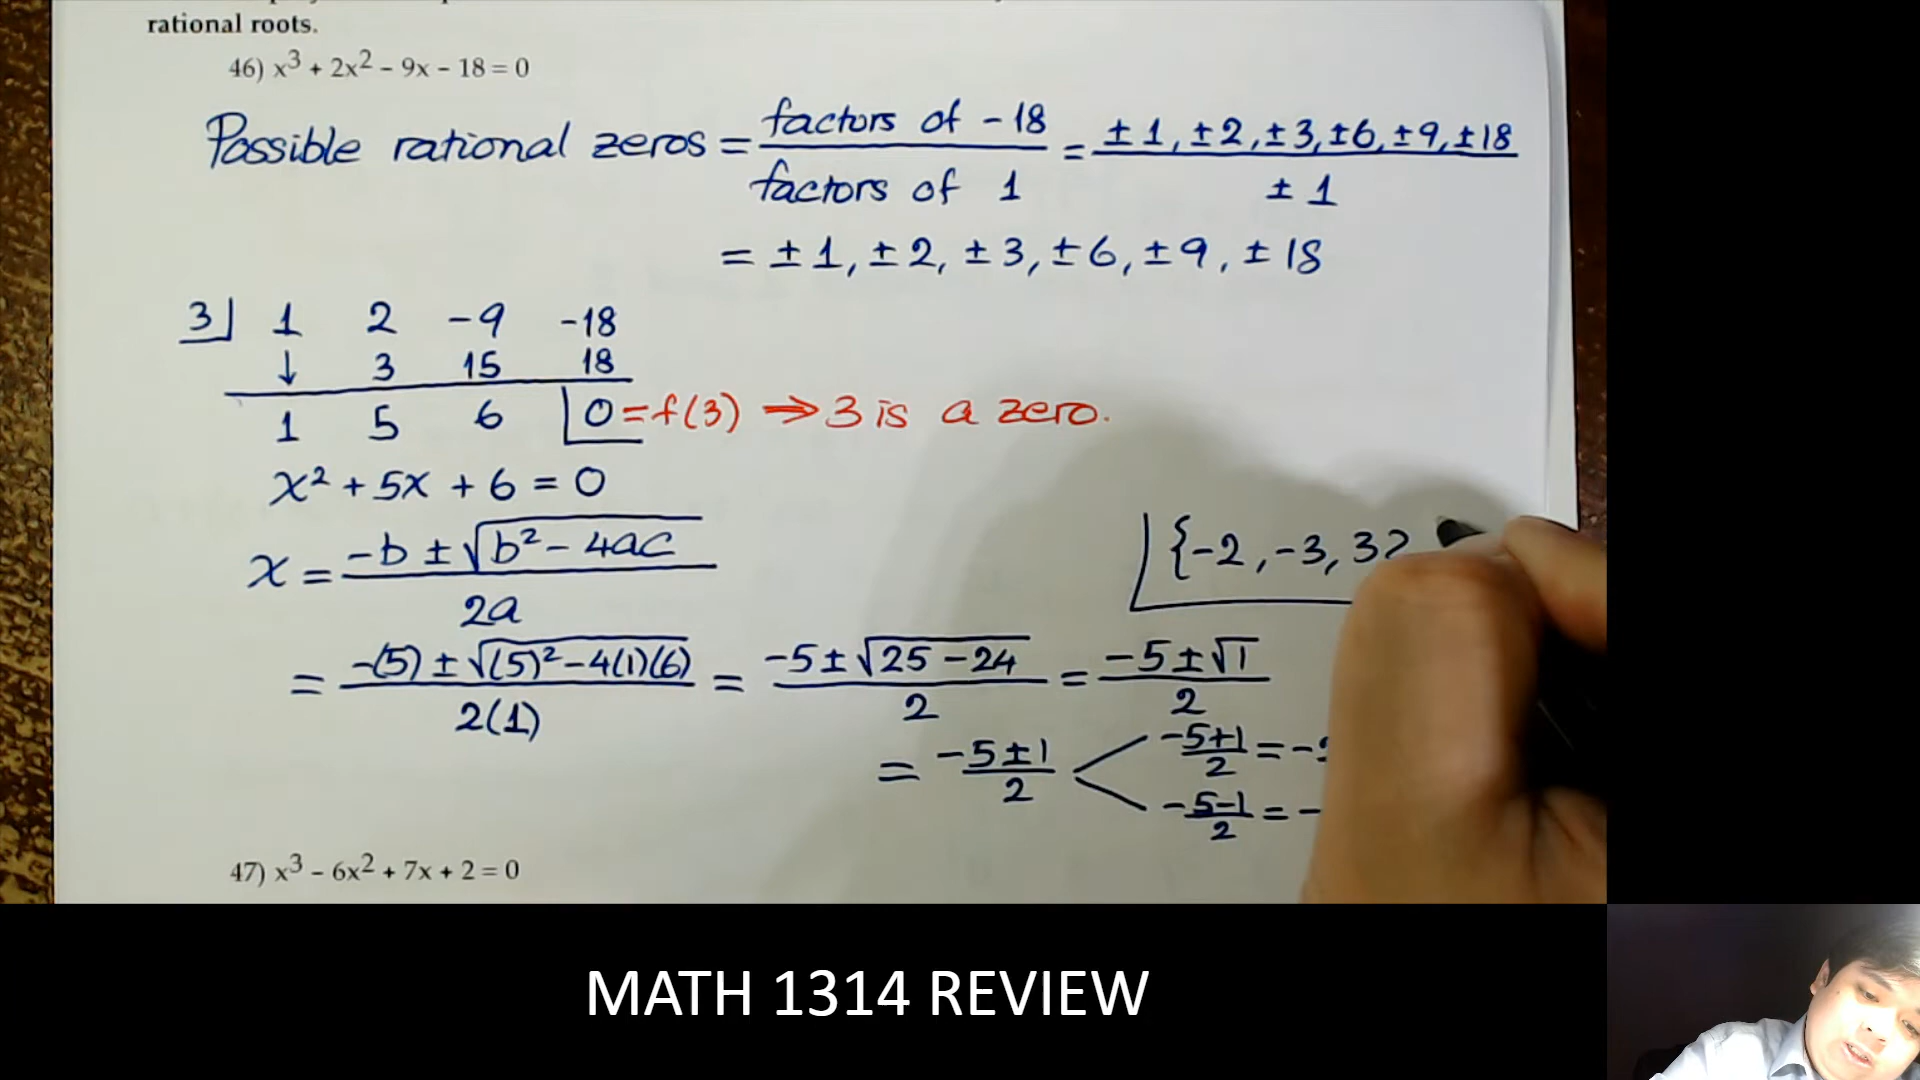 rational roots.
46) x³ + 2x² – 9x – 18 = 0
Possible rational zeros = factors of -18 / factors of 1 = ±1, ±2, ±3, ±6, ±9, ±18 / ±1
= ±1, ±2, ±3, ±6, ±9, ±18
3| 1 2 -9 -18
↓ 3 15 18
1 5 6 |0 = f(3) ⇒ 3 is a zero.
x² + 5x + 6 = 0
x = -b ± √(b² - 4ac) / 2a
{-2, -3, 3}
= -(5) ± √((5)² - 4(1)(6)) / 2(1) = -5 ± √(25 - 24) / 2 = -5 ± √1 / 2
= -5 ± 1 / 2 < -5+1 / 2 = -
-5-1 / 2 = -
47) x³ – 6x² + 7x + 2 = 0
MATH 1314 REVIEW